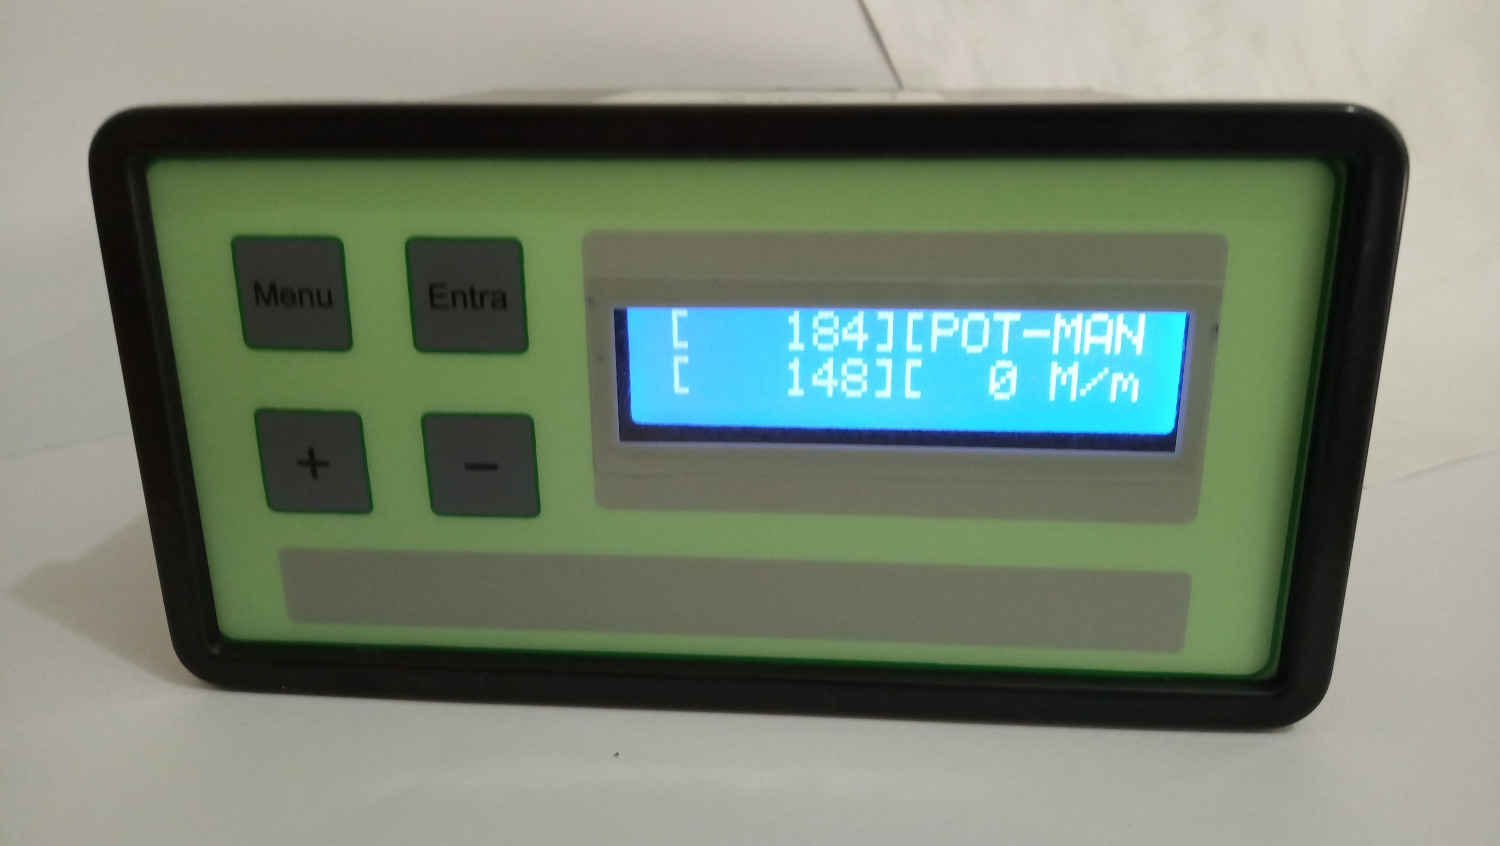 Menu
Entra
+
-
[    184][POT-MAN
[    148][  0 M/m